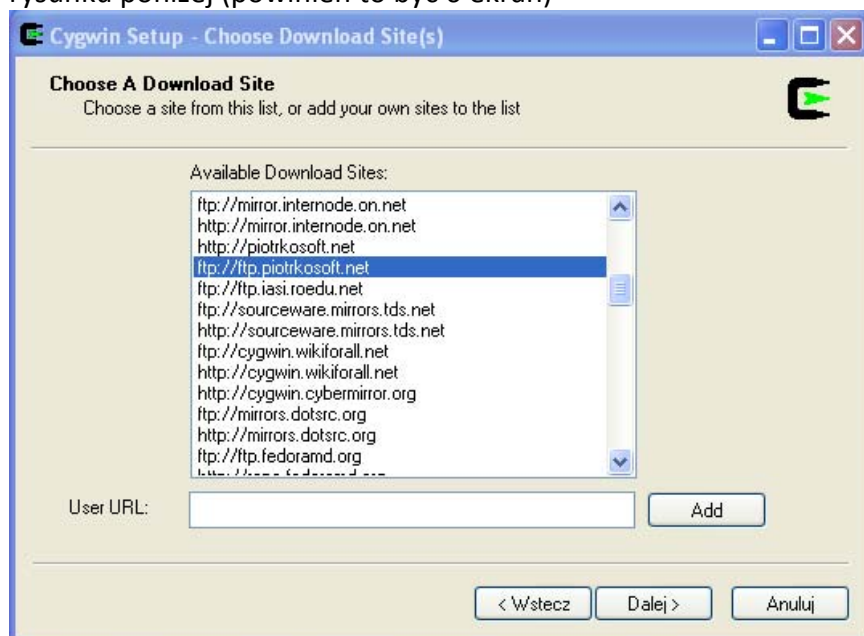 Cygwin Setup - Choose Download Site(s)
Choose A Download Site
Choose a site from this list, or add your own sites to the list
Available Download Sites:
ftp://mirror.internode.on.net
http://mirror.internode.on.net
http://piotrkosoft.net
ftp://ftp.piotrkosoft.net
ftp://ftp.iasi.roedu.net
ftp://sourceware.mirrors.tds.net
http://sourceware.mirrors.tds.net
ftp://cygwin.wikiforall.net
http://cygwin.wikiforall.net
http://cygwin.cybermirror.org
ftp://mirrors.dotsrc.org
http://mirrors.dotsrc.org
ftp://ftp.fedoramd.org
User URL:
Add
< Wstecz
Dalej >
Anuluj